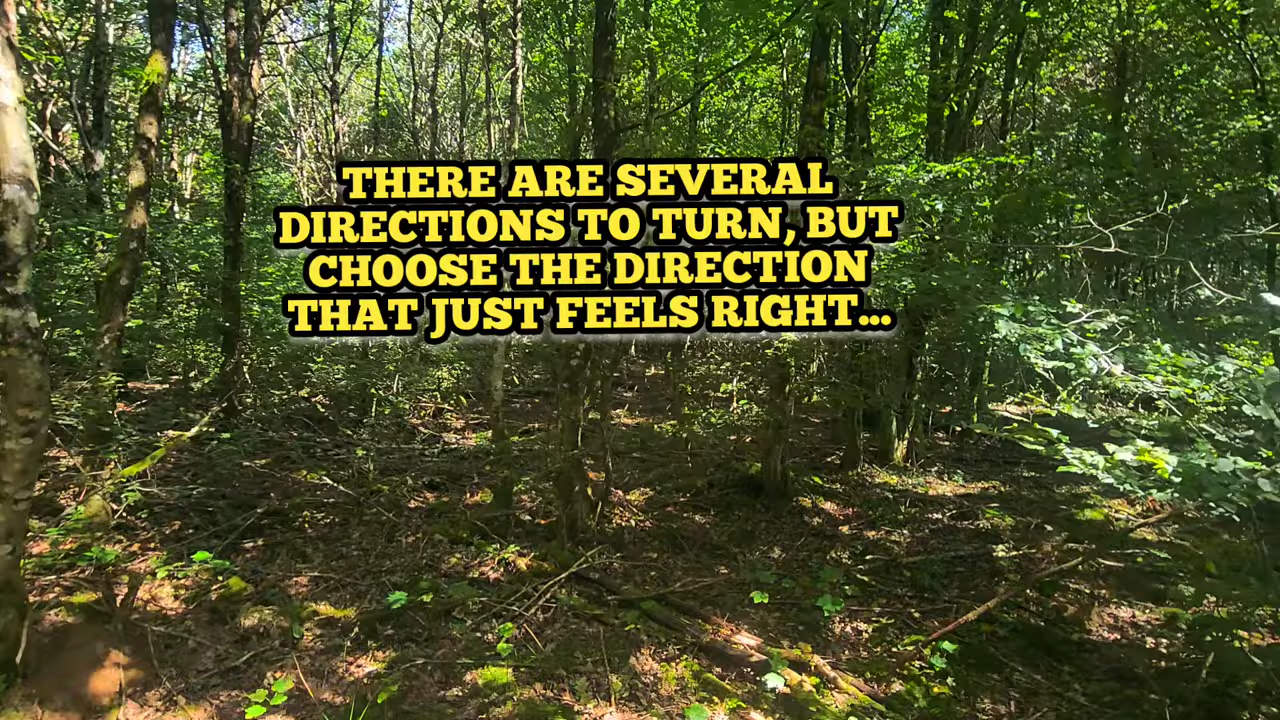 THERE ARE SEVERAL
DIRECTIONS TO TURN, BUT
CHOOSE THE DIRECTION
THAT JUST FEELS RIGHT...